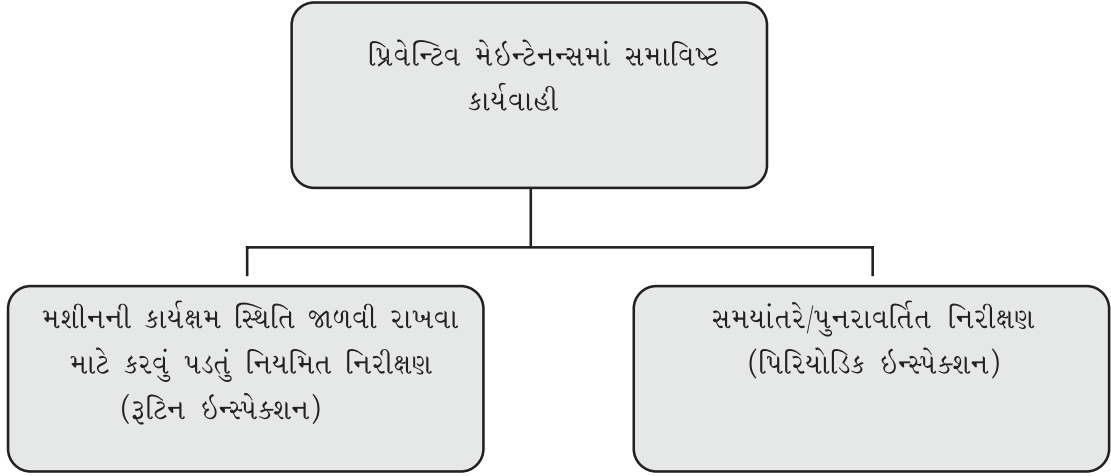 પ્રિવેન્ટિવ મેઇન્ટેનન્સમાં સમાવિષ્ટ
કાર્યવાહી
મશીનની કાર્યક્ષમ સ્થિતિ જાળવી રાખવા
માટે કરવું પડતું નિયમિત નિરીક્ષણ
(રૂટિન ઇન્સ્પેક્શન)
સમયાંતરે/પુનરાવર્તિત નિરીક્ષણ
(પિરિયોડિક ઇન્સ્પેક્શન)